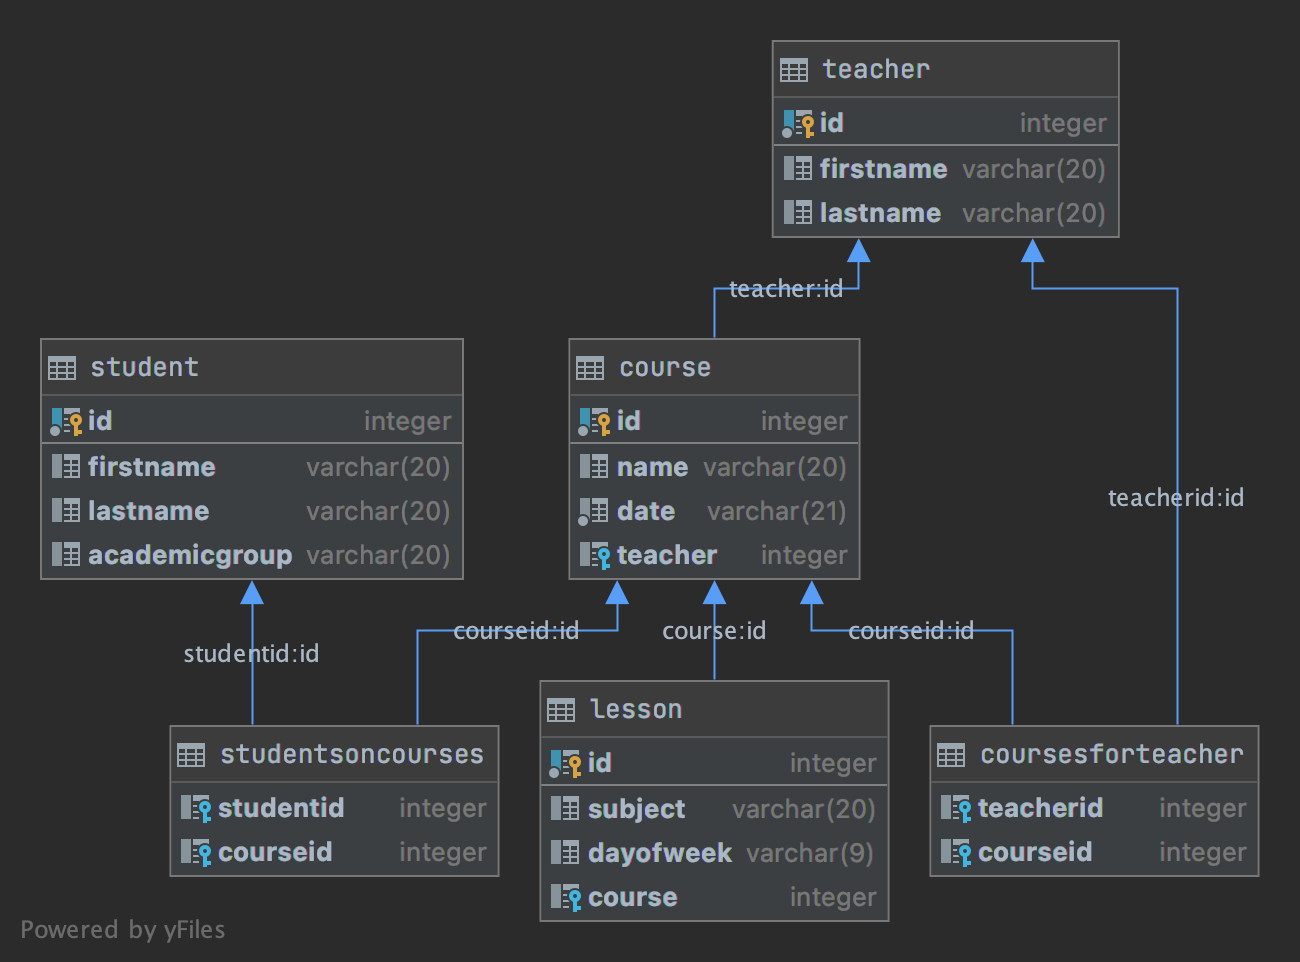 teacher
id integer
firstname varchar(20)
lastname varchar(20)
teacher:id
student
id integer
firstname varchar(20)
lastname varchar(20)
academicgroup varchar(20)
course
id integer
name varchar(20)
date varchar(21)
teacher integer
teacherid:id
studentid:id
courseid:id
course:id
courseid:id
studentsoncourses
studentid integer
courseid integer
lesson
id integer
subject varchar(20)
dayofweek varchar(9)
course integer
coursesforteacher
teacherid integer
courseid integer
Powered by yFiles